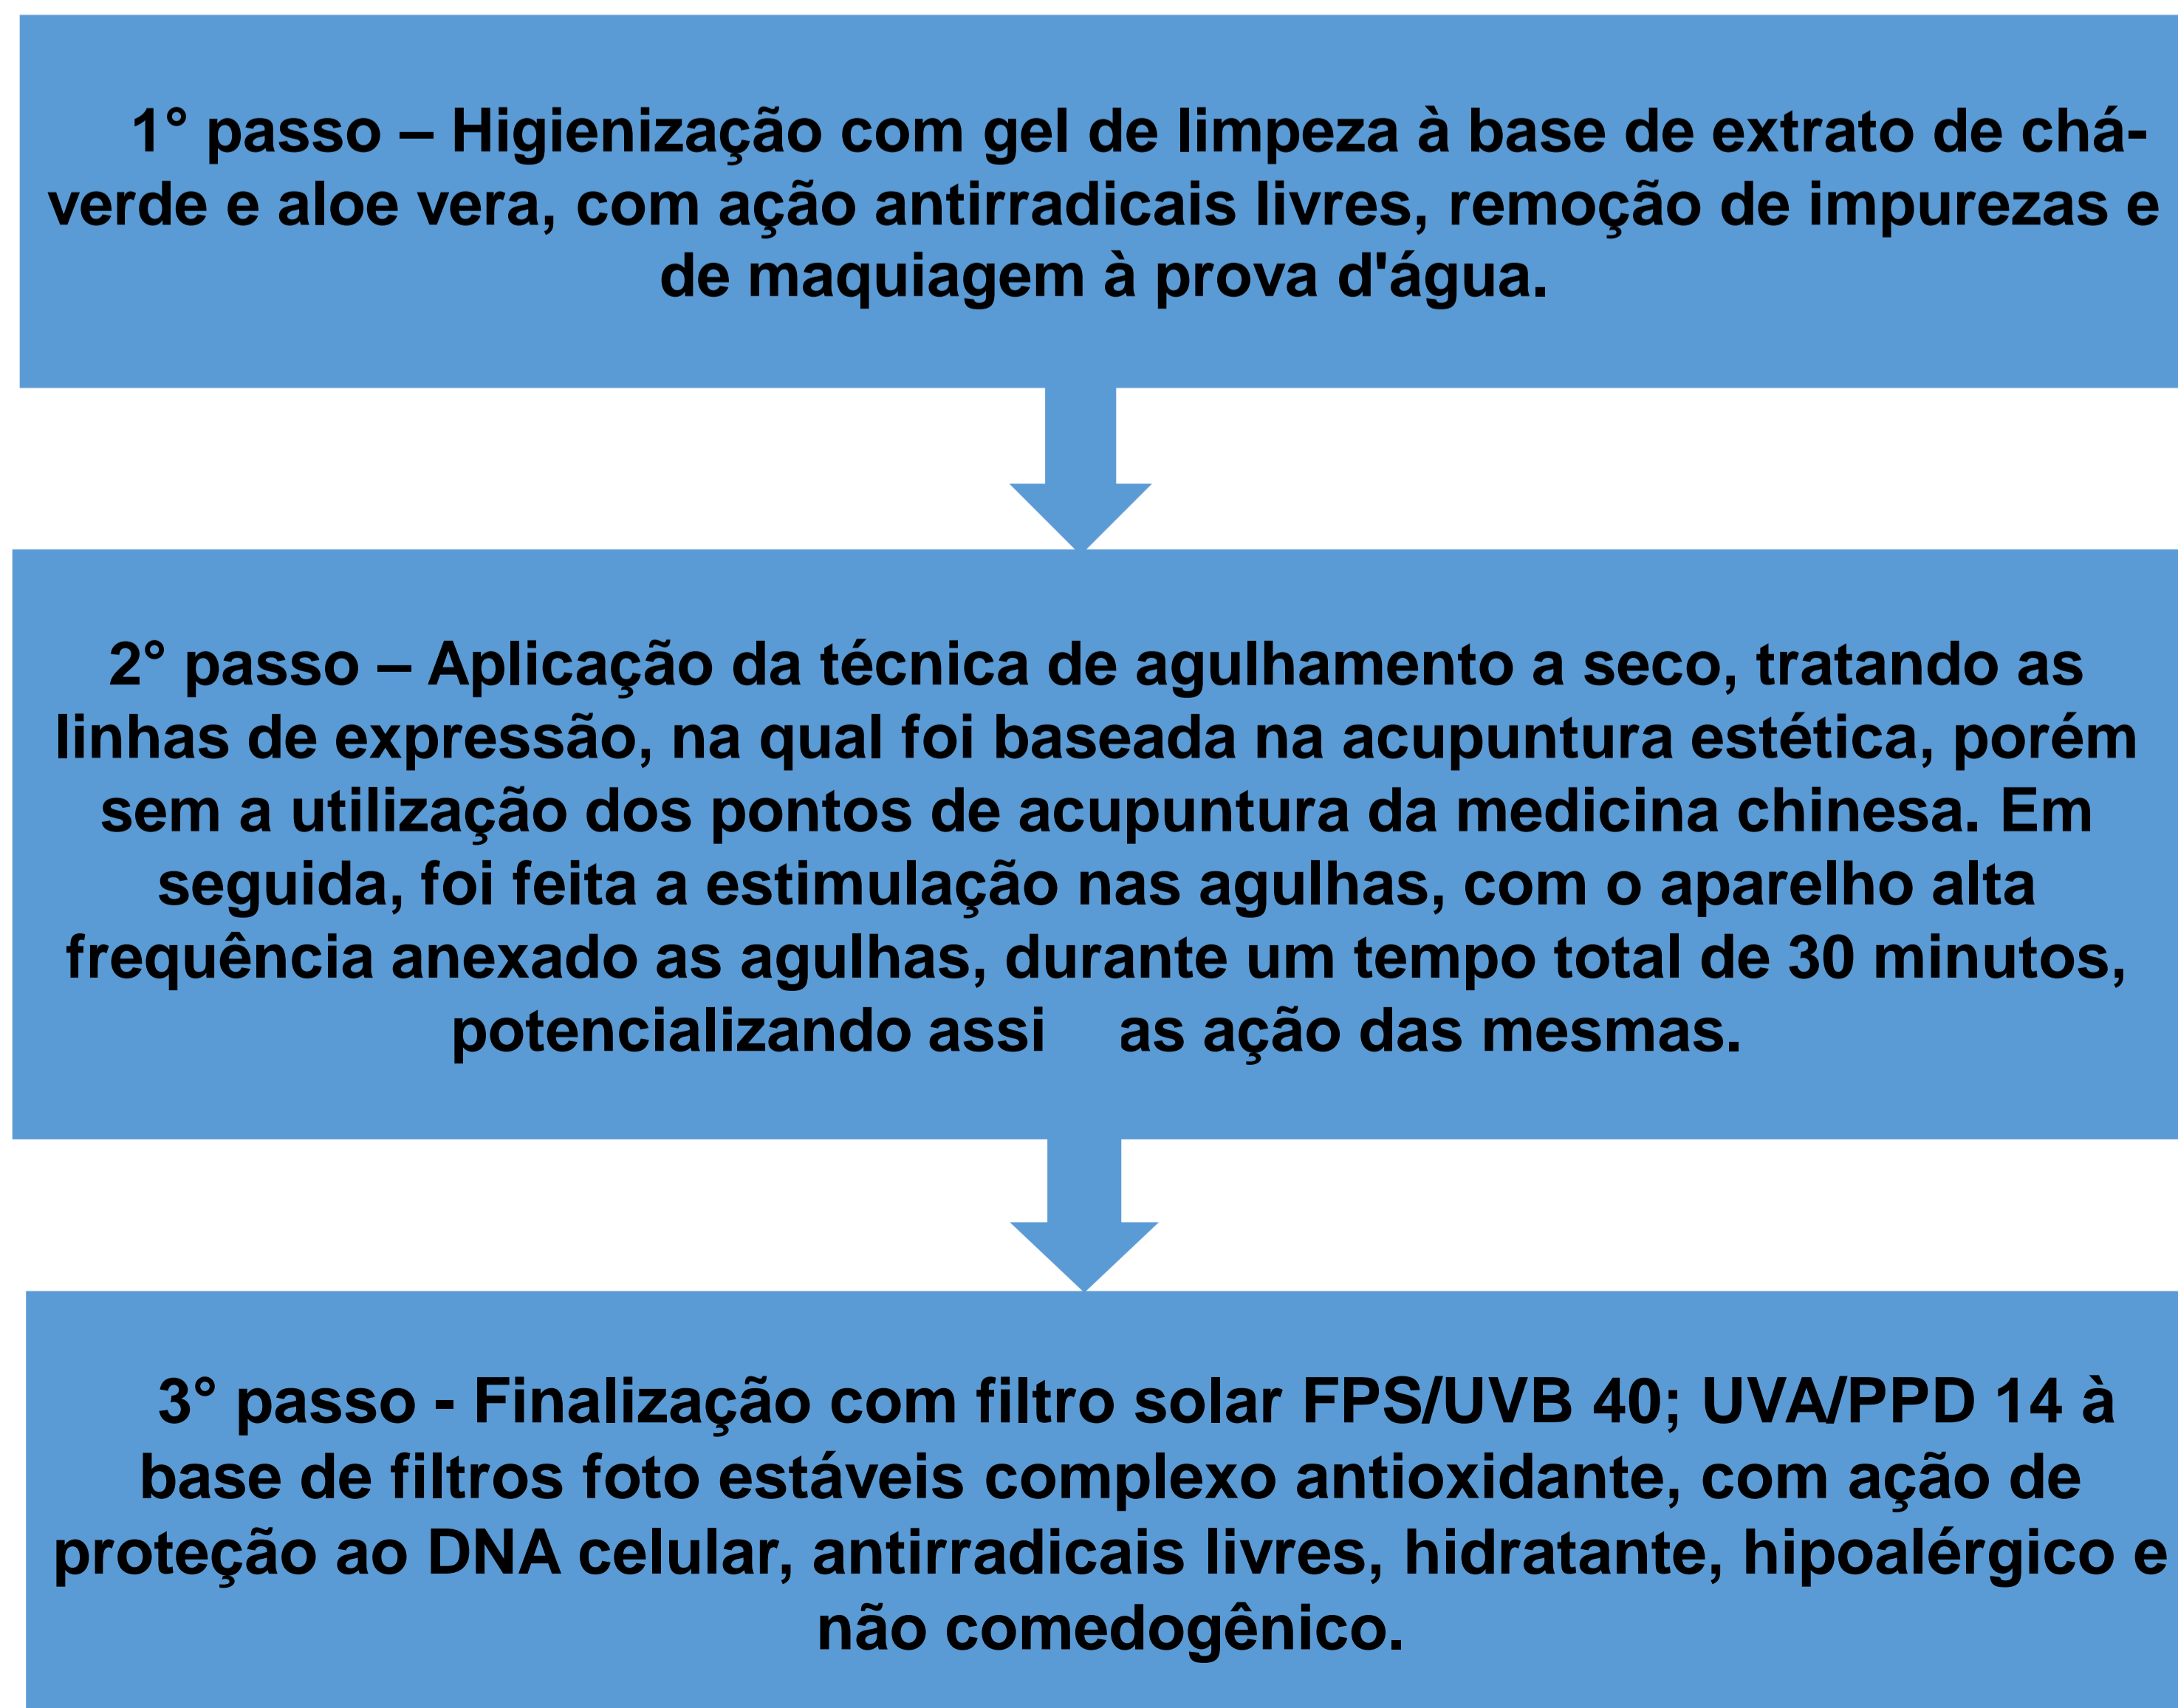 1° passo – Higienização com gel de limpeza à base de extrato de chá-
verde e aloe vera, com ação antirradicais livres, remoção de impurezas e
de maquiagem à prova d'água.
2° passo – Aplicação da técnica de agulhamento a seco, tratando as
linhas de expressão, na qual foi baseada na acupuntura estética, porém
sem a utilização dos pontos de acupuntura da medicina chinesa. Em
seguida, foi feita a estimulação nas agulhas, com o aparelho alta
frequência anexado as agulhas, durante um tempo total de 30 minutos,
potencializando assi as ação das mesmas.
3° passo - Finalização com filtro solar FPS/UVB 40; UVA/PPD 14 à
base de filtros foto estáveis complexo antioxidante, com ação de
proteção ao DNA celular, antirradicais livres, hidratante, hipoalérgico e
não comedogênico.